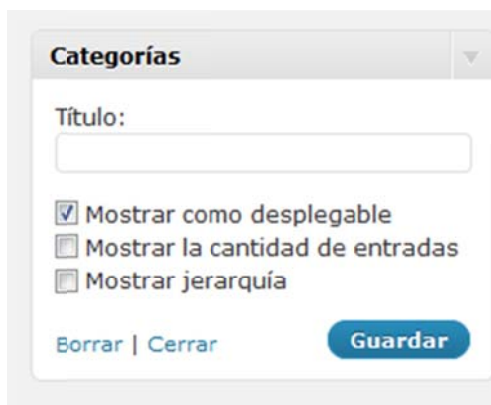 Categorías
Título:
Mostrar como desplegable
Mostrar la cantidad de entradas
Mostrar jerarquía
Borrar | Cerrar Guardar